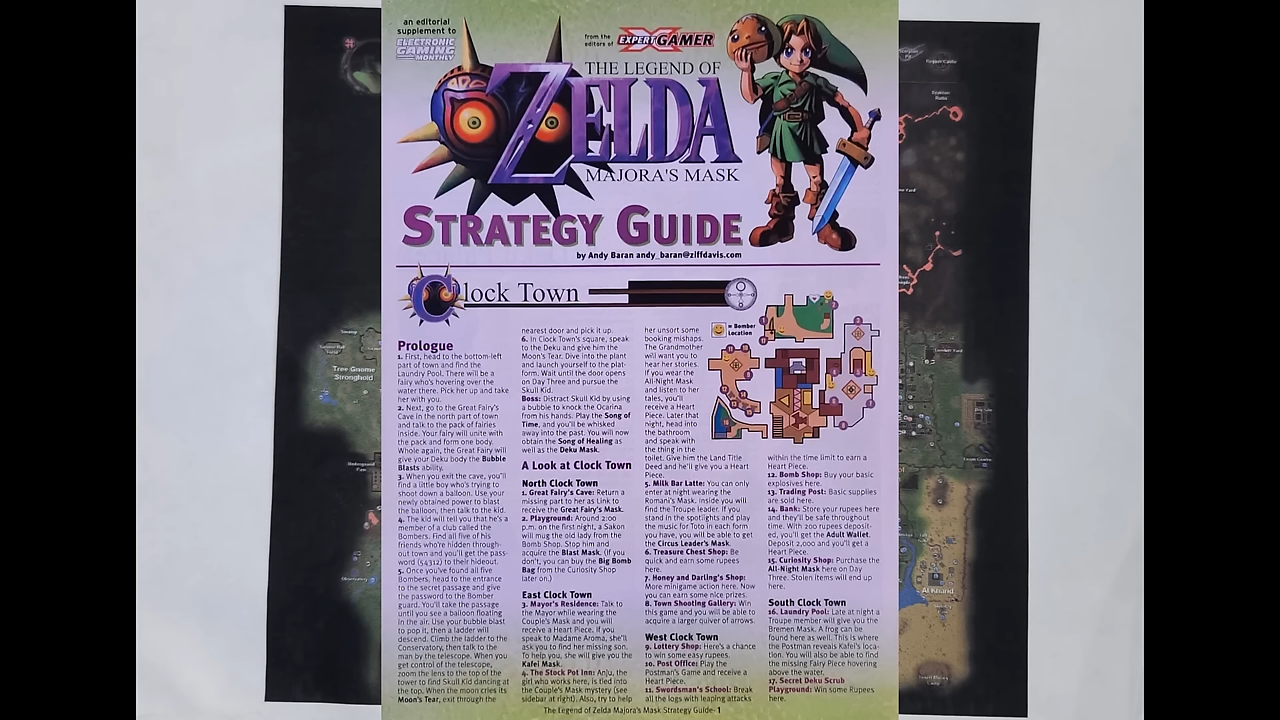 an editorial
supplement to
ELECTRONIC
GAMING
MONTHLY
from the
editors of
EXPERT GAMER
THE LEGEND OF
ZELDA
MAJORA'S MASK
STRATEGY GUIDE
by Andy Baran andy_baran@ziffdavis.com
Clock Town
Prologue
1. First, head to the bottom-left
part of town and find the
Laundry Pool. There will be a
fairy who's hovering over the
water there. Pick her up and take
her with you.
2. Next, go to the Great Fairy's
Cave in the north part of town
and talk to the pack of fairies
inside. Your fairy will unite with
the pack and form one body.
Whole again, the Great Fairy will
give your Deku body the Bubble
Blasts ability.
3. When you exit the cave, you'll
find a little boy who's trying to
shoot down a balloon. Use your
newly obtained power to blast
the balloon, then talk to the kid.
4. The kid will tell you that he's a
member of a club called the
Bombers. Find all five of his
friends who're hidden through-
out town and you'll get the pass-
word (54312) to their hideout.
5. Once you've found all five
Bombers, head to the entrance
to the secret passage and give
the password to the Bomber
guard. You'll take the passage
until you see a balloon floating
in the air. Use your bubble blast
to pop it, then a ladder will
descend. Climb the ladder to the
Conservatory, then talk to the
man by the telescope. When you
get control of the telescope,
zoom the lens to the top of the
tower to find Skull Kid dancing at
the top. When the moon cries its
Moon's Tear, exit through the
nearest door and pick it up.
6. In Clock Town's square, speak
to the Deku and give him the
Moon's Tear. Dive into the plant
and launch yourself to the plat-
form. Wait until the door opens
on Day Three and pursue the
Skull Kid.
Boss: Distract Skull Kid by using
a bubble to knock the Ocarina
from his hands. Play the Song of
Time, and you'll be whisked
away into the past. You will now
obtain the Song of Healing as
well as the Deku Mask.
A Look at Clock Town
North Clock Town
1. Great Fairy's Cave: Return a
missing part to her as Link to
receive the Great Fairy's Mask.
2. Playground: Around 2:00
p.m. on the first night, a Sakon
will mug the old lady from the
Bomb Shop. Stop him and
acquire the Blast Mask. (If you
don't, you can buy the Big Bomb
Bag from the Curiosity Shop
later on.)
East Clock Town
3. Mayor's Residence: Talk to
the Mayor while wearing the
Couple's Mask and you will
receive a Heart Piece. If you
speak to Madame Aroma, she'll
ask you to find her missing son.
To help you, she will give you the
Kafei Mask.
4. The Stock Pot Inn: Anju, the
girl who works here, is tied into
the Couple's Mask mystery (see
sidebar at right). Also, try to help
her unsort some
booking mishaps.
The Grandmother
will want you to
hear her stories.
If you wear the
All-Night Mask
and listen to her
tales, you'll
receive a Heart
Piece. Later that
night, head into
the bathroom
and speak with
the thing in the
toilet. Give him the Land Title
Deed and he'll give you a Heart
Piece.
5. Milk Bar Latte: You can only
enter at night wearing the
Romani's Mask. Inside you will
find the Troupe leader. If you
stand in the spotlights and play
the music for Toto in each form
you have, you will be able to get
the Circus Leader's Mask.
6. Treasure Chest Shop: Be
quick and earn some rupees
here.
7. Honey and Darling's Shop:
More minigame action here. Now
you can earn some nice prizes.
8. Town Shooting Gallery: Win
this game and you will be able to
acquire a larger quiver of arrows.
West Clock Town
9. Lottery Shop: Here's a chance
to win some easy rupees.
10. Post Office: Play the
Postman's Game and receive a
Heart Piece.
11. Swordsman's School: Break
all the logs with leaping attacks
= Bomber
Location
within the time limit to earn a
Heart Piece.
12. Bomb Shop: Buy your basic
explosives here.
13. Trading Post: Basic supplies
are sold here.
14. Bank: Store your rupees here
and they'll be safe throughout
time. With 200 rupees deposit-
ed, you'll get the Adult Wallet.
Deposit 2,000 and you'll get a
Heart Piece.
15. Curiosity Shop: Purchase the
All-Night Mask here on Day
Three. Stolen items will end up
here.
South Clock Town
16. Laundry Pool: Late at night a
Troupe member will give you the
Bremen Mask. A frog can be
found here as well. This is where
the Postman reveals Kafei's loca-
tion. You will also be able to find
the missing Fairy Piece hovering
above the water.
17. Secret Deku Scrub
Playground: Win some Rupees
here.
The Legend of Zelda Majora's Mask Strategy Guide-1
Tree Gnome
Stronghold
Observatory
Al Kharid